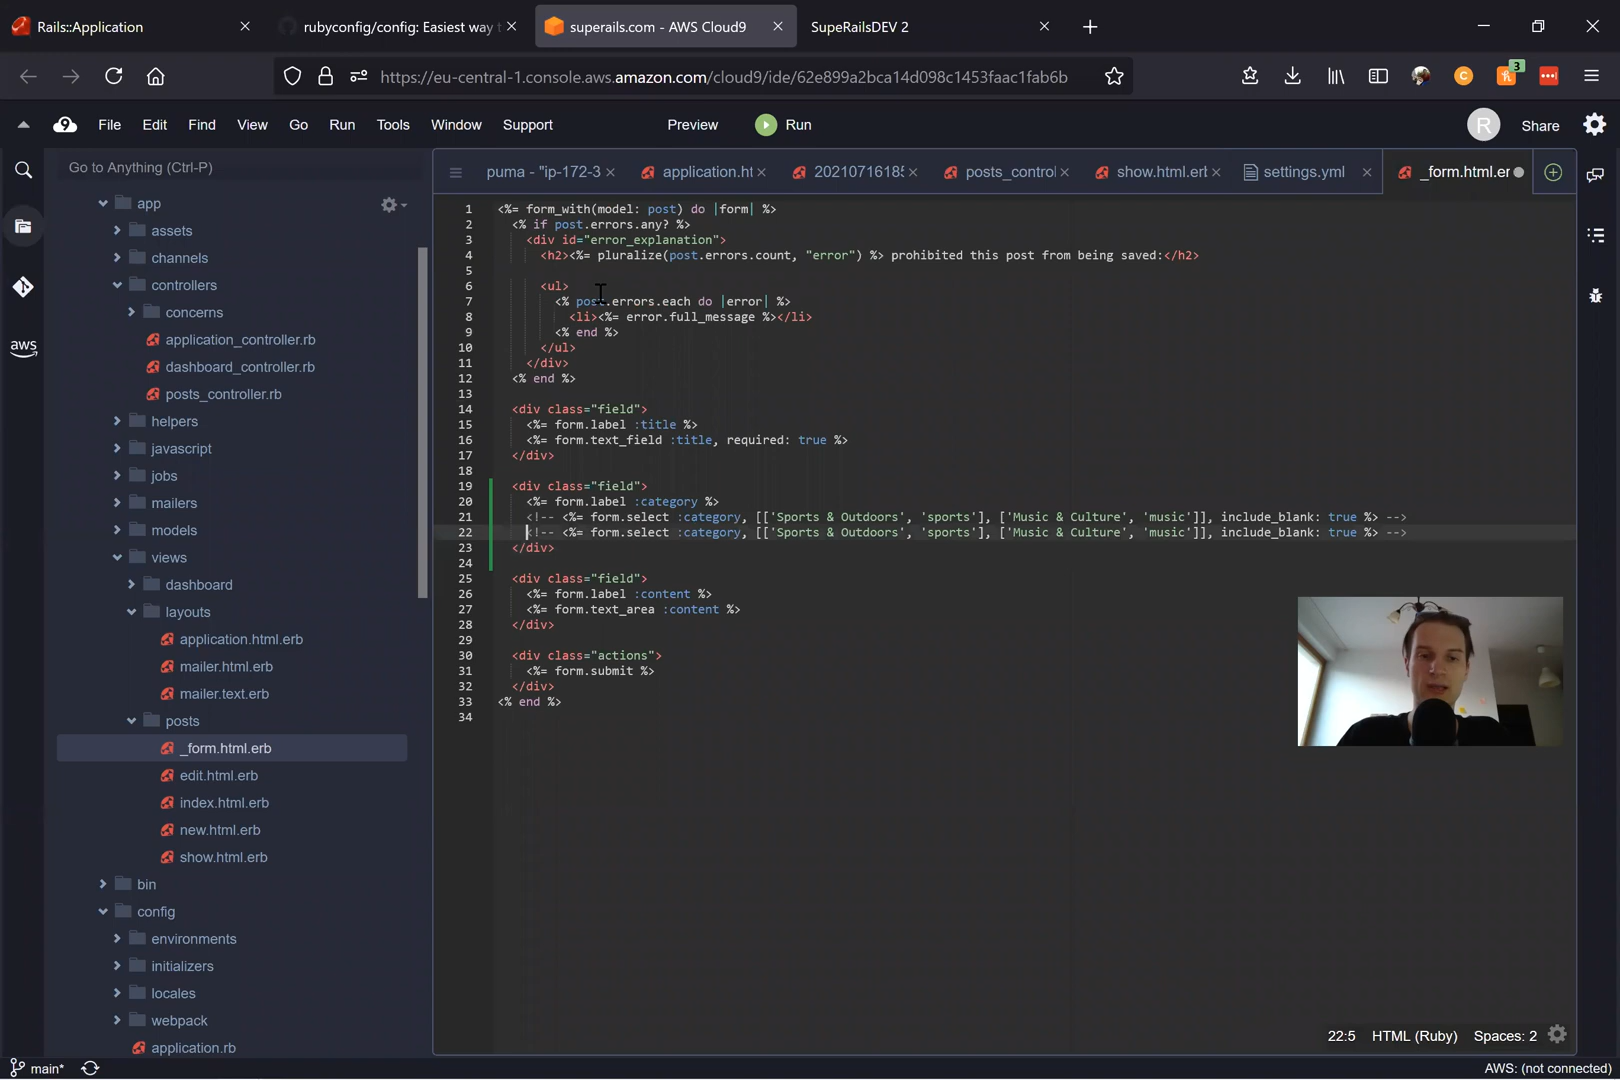 Rails::Application
rubyconfig/config: Easiest way t
superails.com - AWS Cloud9
SupeRailsDEV 2
https://eu-central-1.console.aws.amazon.com/cloud9/ide/62e899a2bca14d098c1453faac1fab6b
C
3
9
File Edit Find View Go Run Tools Window Support Preview Run
R
Share
Go to Anything (Ctrl-P)
puma - "ip-172-3
application.ht
2021071618
posts_control
show.html.erb
settings.yml
_form.html.er
aws
app
assets
channels
controllers
concerns
application_controller.rb
dashboard_controller.rb
posts_controller.rb
helpers
javascript
jobs
mailers
models
views
dashboard
layouts
application.html.erb
mailer.html.erb
mailer.text.erb
posts
_form.html.erb
edit.html.erb
index.html.erb
new.html.erb
show.html.erb
bin
config
environments
initializers
locales
webpack
application.rb
1 <%= form_with(model: post) do |form| %>
2 <% if post.errors.any? %>
3 <div id="error_explanation">
4 <h2><%= pluralize(post.errors.count, "error") %> prohibited this post from being saved:</h2>
5
6 <ul>
7 <% post.errors.each do |error| %>
8 <li><%= error.full_message %></li>
9 <% end %>
10 </ul>
11 </div>
12 <% end %>
13
14 <div class="field">
15 <%= form.label :title %>
16 <%= form.text_field :title, required: true %>
17 </div>
18
19 <div class="field">
20 <%= form.label :category %>
21 <!-- <%= form.select :category, [['Sports & Outdoors', 'sports'], ['Music & Culture', 'music']], include_blank: true %> -->
22 <!-- <%= form.select :category, [['Sports & Outdoors', 'sports'], ['Music & Culture', 'music']], include_blank: true %> -->
23 </div>
24
25 <div class="field">
26 <%= form.label :content %>
27 <%= form.text_area :content %>
28 </div>
29
30 <div class="actions">
31 <%= form.submit %>
32 </div>
33 <% end %>
34
22:5 HTML (Ruby) Spaces: 2
main*
AWS: (not connected)